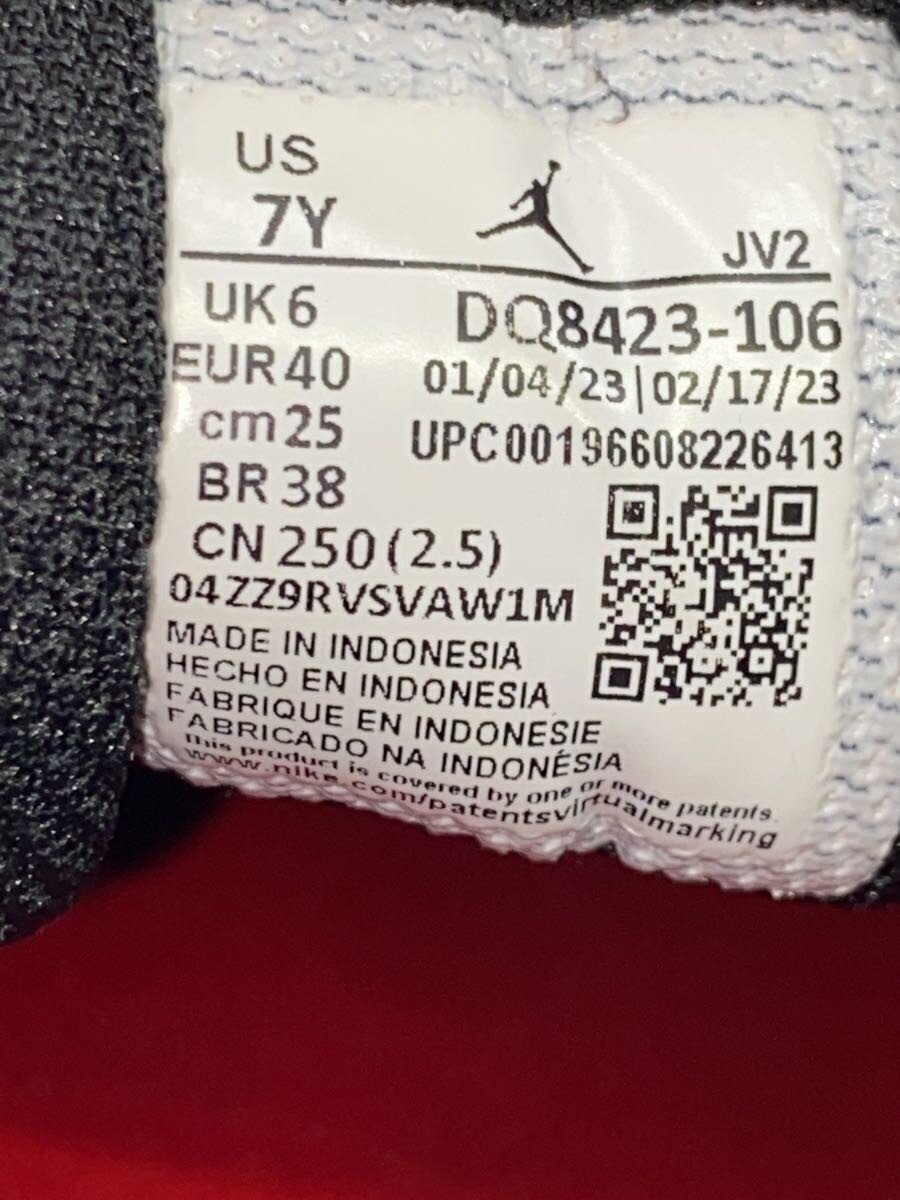 US
7Y
JV2
UK 6
DQ8423-106
EUR 40
01/04/23|02/17/23
cm 25
UPC00196608226413
BR 38
CN 250 (2.5)
04ZZ9RVSVAW1M
MADE IN INDONESIA
HECHO EN INDONESIA
FABRIQUE EN INDONESIE
FABRICADO NA INDONÉSIA
This product is covered by one or more patents.
www.nike.com/patentsvirtualmarking